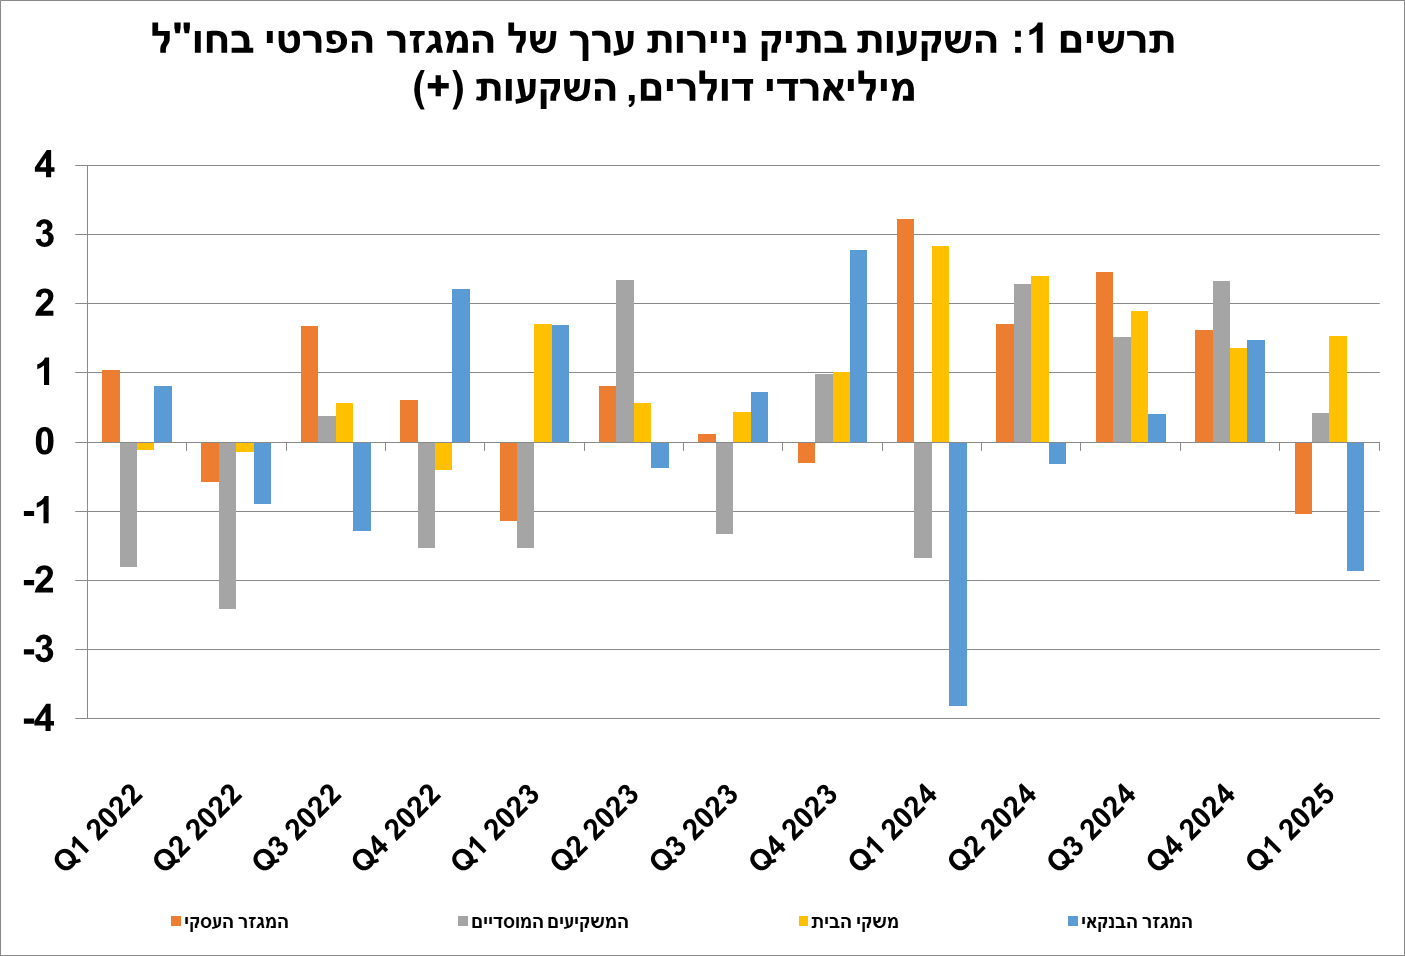 תרשים 1: השקעות בתיק ניירות ערך של המגזר הפרטי בחו"ל
מיליארדי דולרים, השקעות (+)
4
3
2
1
0
-1
-2
-3
-4
Q1 2022
Q2 2022
Q3 2022
Q4 2022
Q1 2023
Q2 2023
Q3 2023
Q4 2023
Q1 2024
Q2 2024
Q3 2024
Q4 2024
Q1 2025
המגזר העסקי
המשקיעים המוסדיים
משקי הבית
המגזר הבנקאי